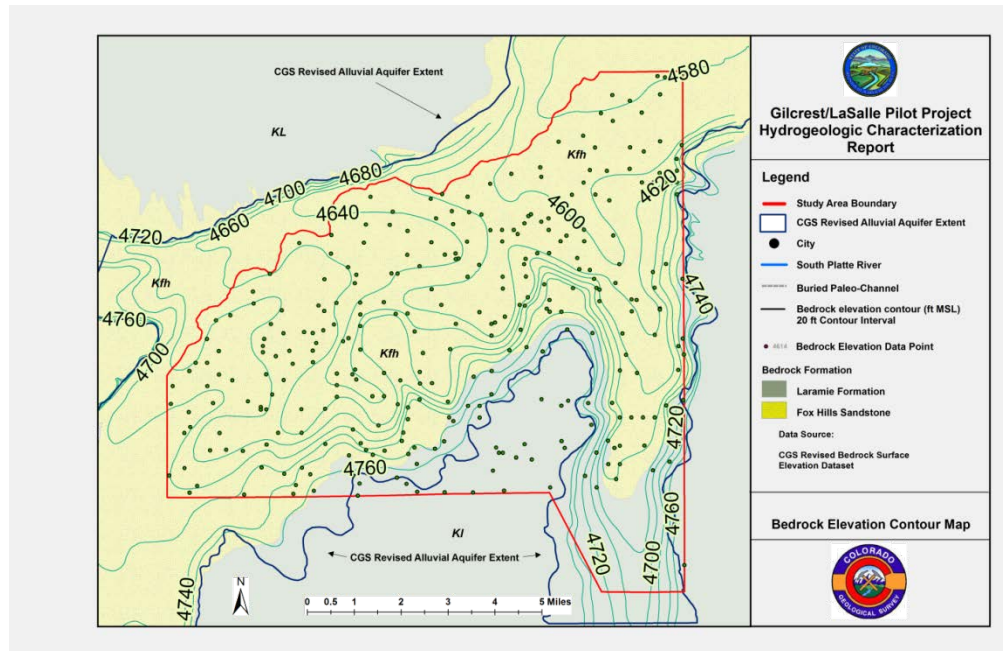 CGS Revised Alluvial Aquifer Extent
KL
4580
Kfh
4620
4600
4680
4700
4640
4660
4720
Kfh
4740
4760
4700
Kfh
4720
4760
4760
Kl
CGS Revised Alluvial Aquifer Extent
4720
4700
4740
N
0 0.5 1 2 3 4 5 Miles
Gilcrest/LaSalle Pilot Project
Hydrogeologic Characterization
Report
Legend
Study Area Boundary
CGS Revised Alluvial Aquifer Extent
City
South Platte River
Buried Paleo-Channel
Bedrock elevation contour (ft MSL)
20 ft Contour Interval
4614 Bedrock Elevation Data Point
Bedrock Formation
Laramie Formation
Fox Hills Sandstone
Data Source:
CGS Revised Bedrock Surface
Elevation Dataset
Bedrock Elevation Contour Map
COLORADO
GEOLOGICAL SURVEY